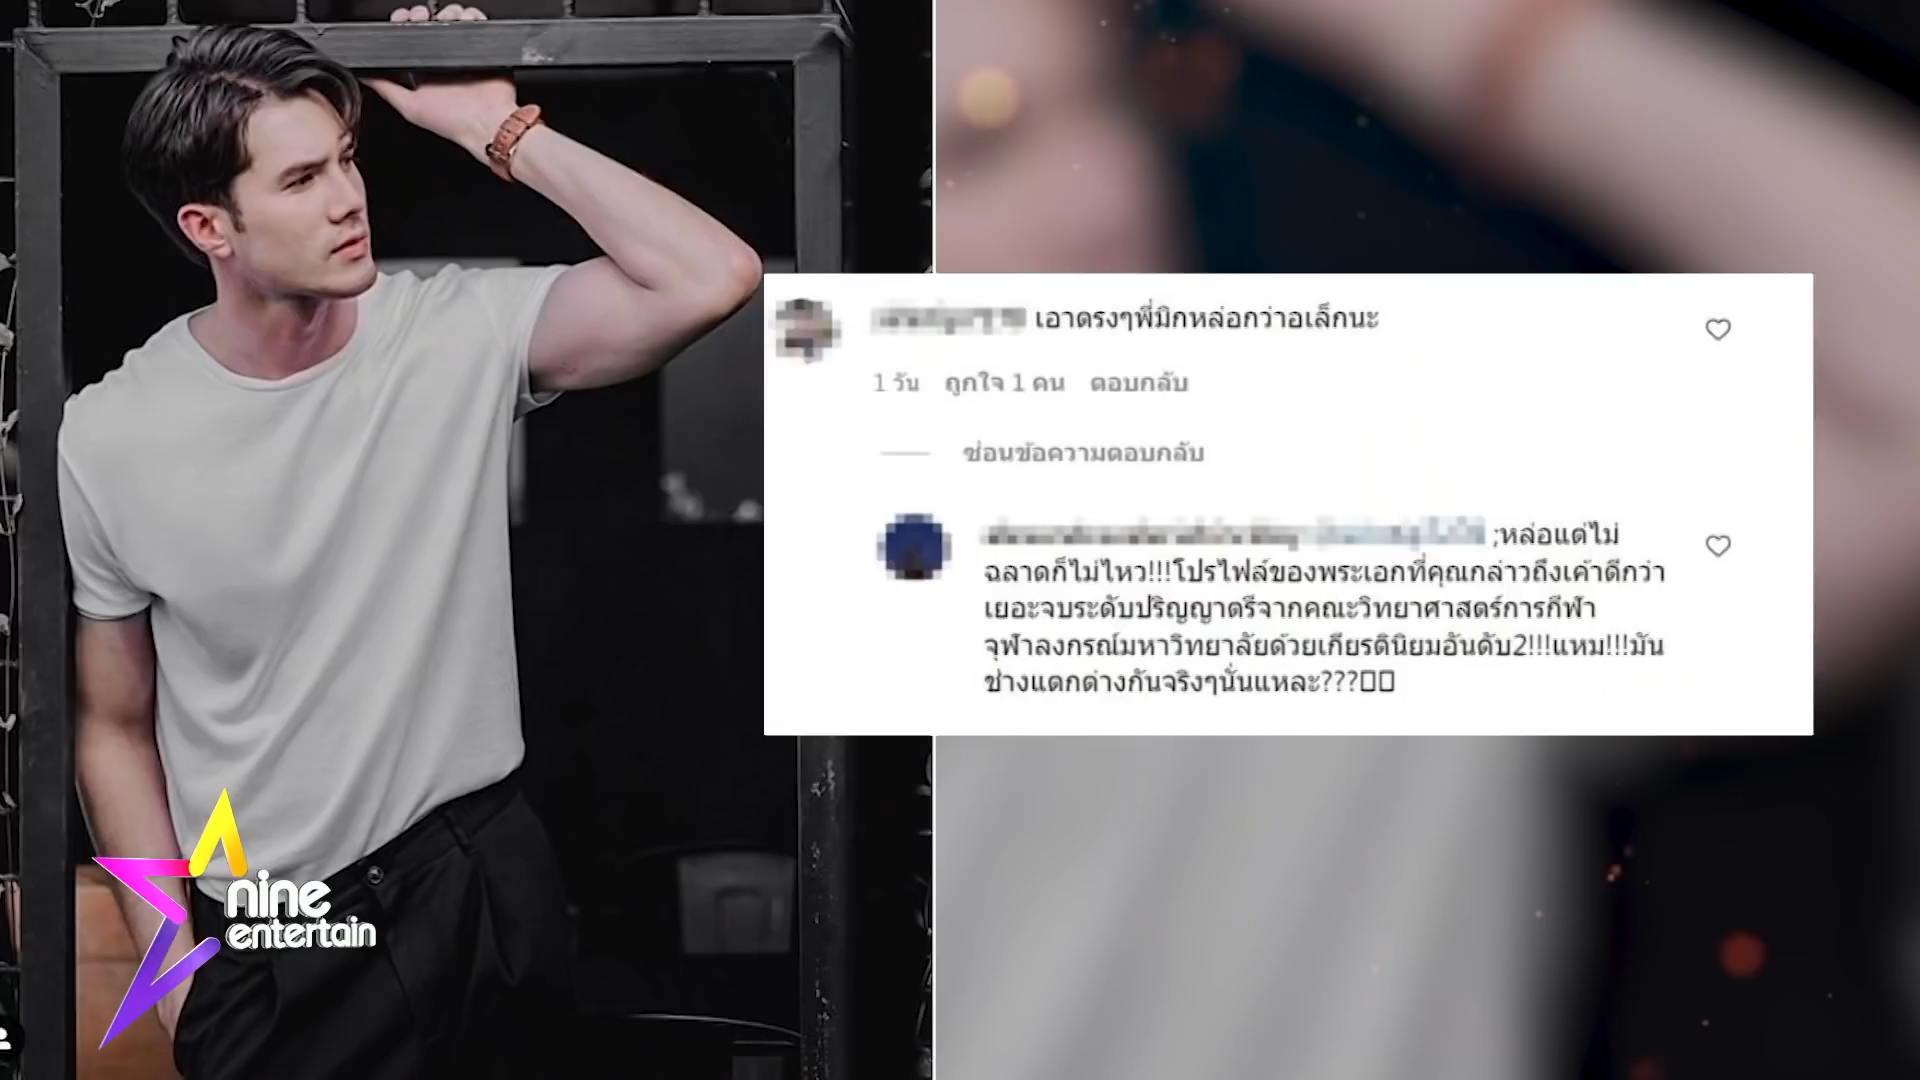 เอาตรงๆพี่มิกหล่อกว่าอเล็กนะ
1 วัน ถูกใจ 1 คน ตอบกลับ
ซ่อนข้อความตอบกลับ
;หล่อแต่ไม่
ฉลาดก็ไม่ไหว!!!โปรไฟล์ของพระเอกที่คุณกล่าวถึงเค้าดีกว่า
เยอะจบระดับปริญญาตรีจากคณะวิทยาศาสตร์การกีฬา
จุฬาลงกรณ์มหาวิทยาลัยด้วยเกียรตินิยมอันดับ2!!!แหม!!!มัน
ช่างแตกต่างกันจริงๆนั่นแหละ???
nine
entertain